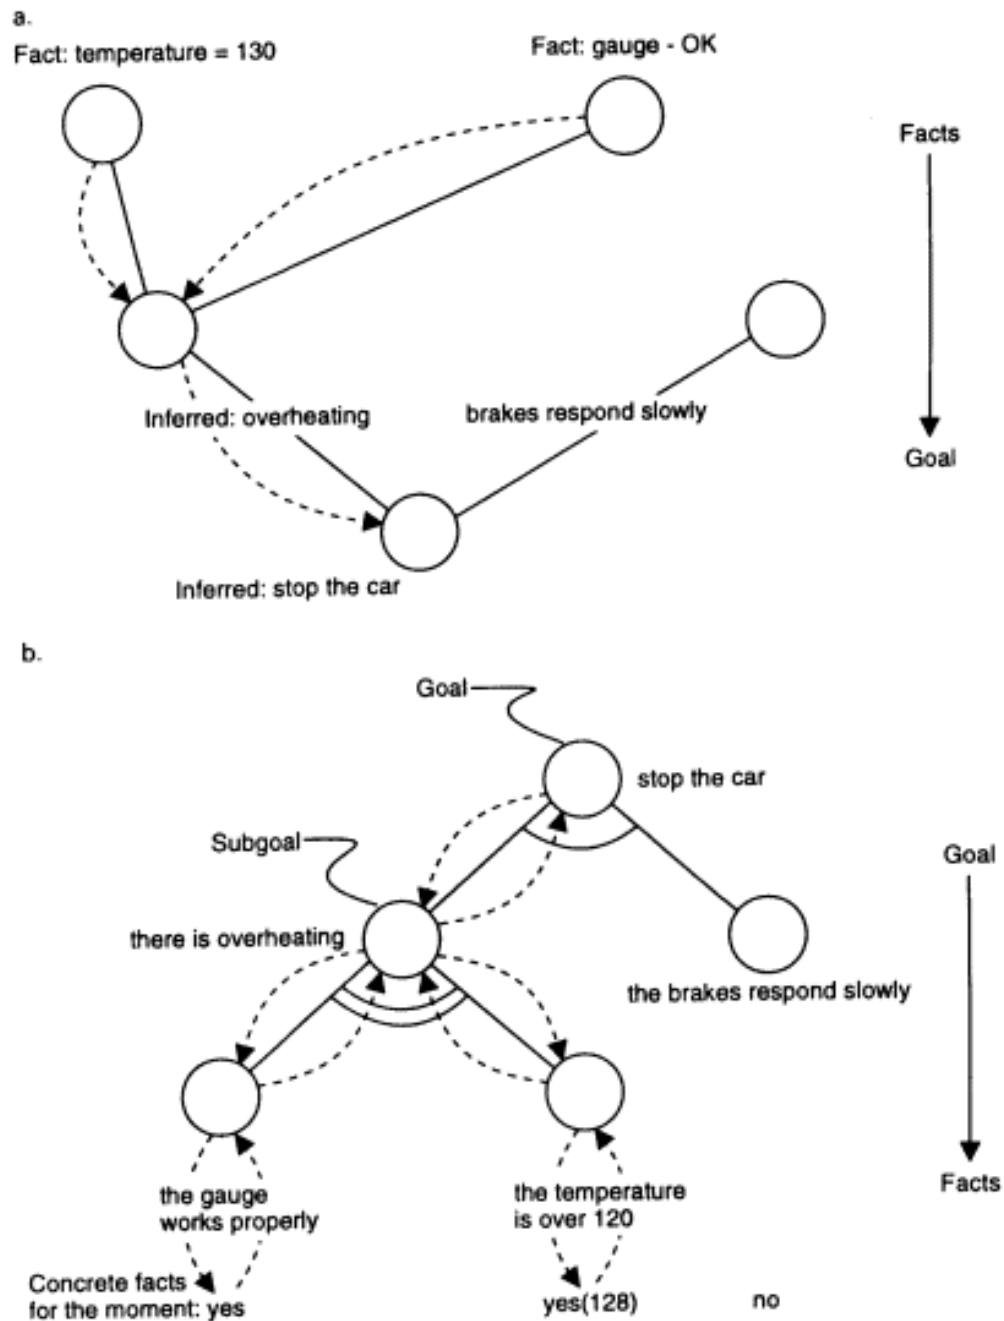 a.
Fact: temperature = 130
Fact: gauge - OK
Facts
Inferred: overheating
brakes respond slowly
Goal
Inferred: stop the car
b.
Goal
stop the car
Subgoal
Goal
there is overheating
the brakes respond slowly
the gauge
works properly
the temperature
is over 120
Facts
Concrete facts
for the moment: yes
yes(128)
no